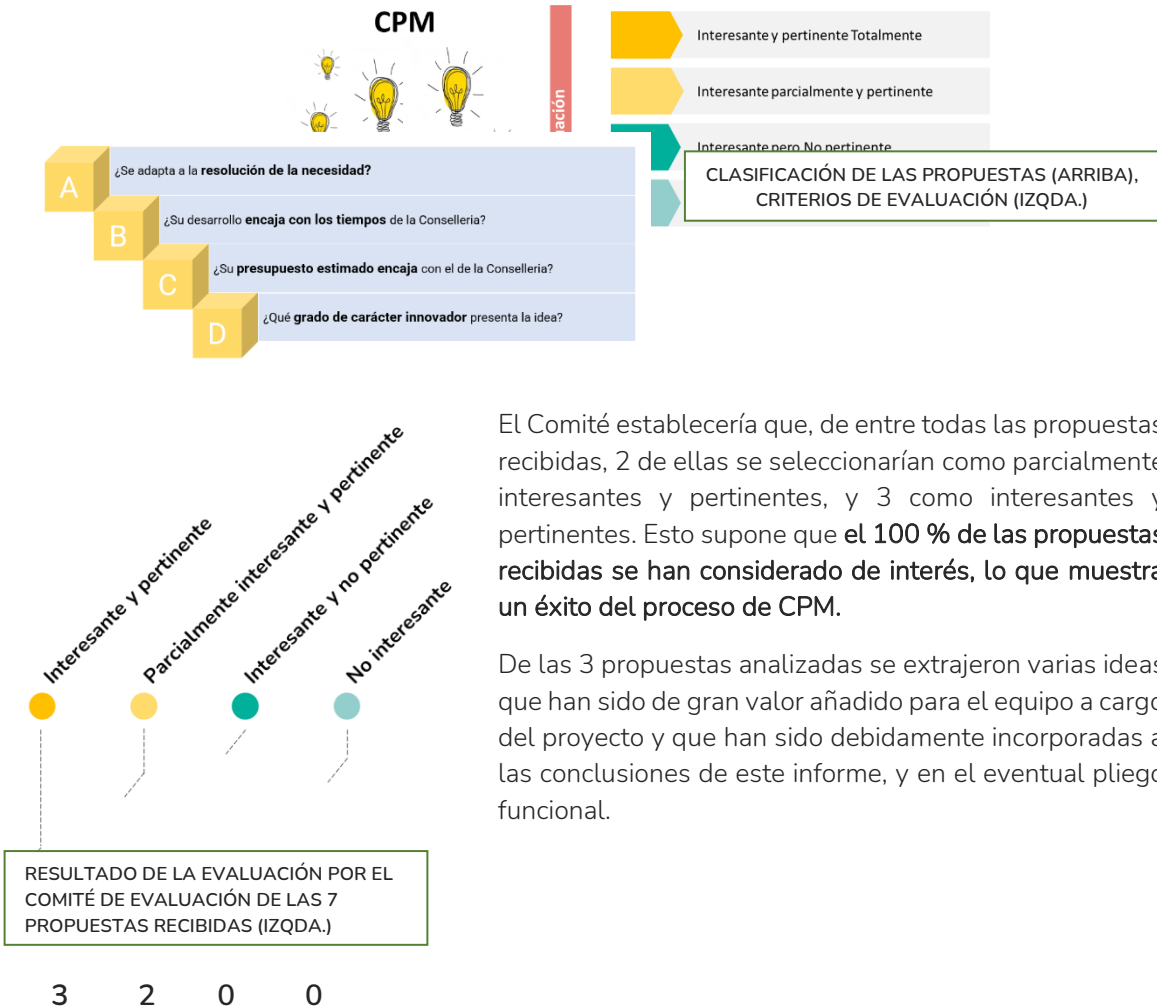 CPM
ación
Interesante y pertinente Totalmente
Interesante parcialmente y pertinente
Interesante pero No pertinente
CLASIFICACIÓN DE LAS PROPUESTAS (ARRIBA),
CRITERIOS DE EVALUACIÓN (IZQDA.)
A
¿Se adapta a la resolución de la necesidad?
B
¿Su desarrollo encaja con los tiempos de la Conselleria?
C
¿Su presupuesto estimado encaja con el de la Conselleria?
D
¿Qué grado de carácter innovador presenta la idea?
Interesante y pertinente
Parcialmente interesante y pertinente
Interesante y no pertinente
No interesante
RESULTADO DE LA EVALUACIÓN POR EL
COMITÉ DE EVALUACIÓN DE LAS 7
PROPUESTAS RECIBIDAS (IZQDA.)
3 2 0 0
El Comité establecería que, de entre todas las propuestas
recibidas, 2 de ellas se seleccionarían como parcialmente
interesantes y pertinentes, y 3 como interesantes y
pertinentes. Esto supone que el 100 % de las propuestas
recibidas se han considerado de interés, lo que muestra
un éxito del proceso de CPM.
De las 3 propuestas analizadas se extrajeron varias ideas
que han sido de gran valor añadido para el equipo a cargo
del proyecto y que han sido debidamente incorporadas a
las conclusiones de este informe, y en el eventual pliego
funcional.